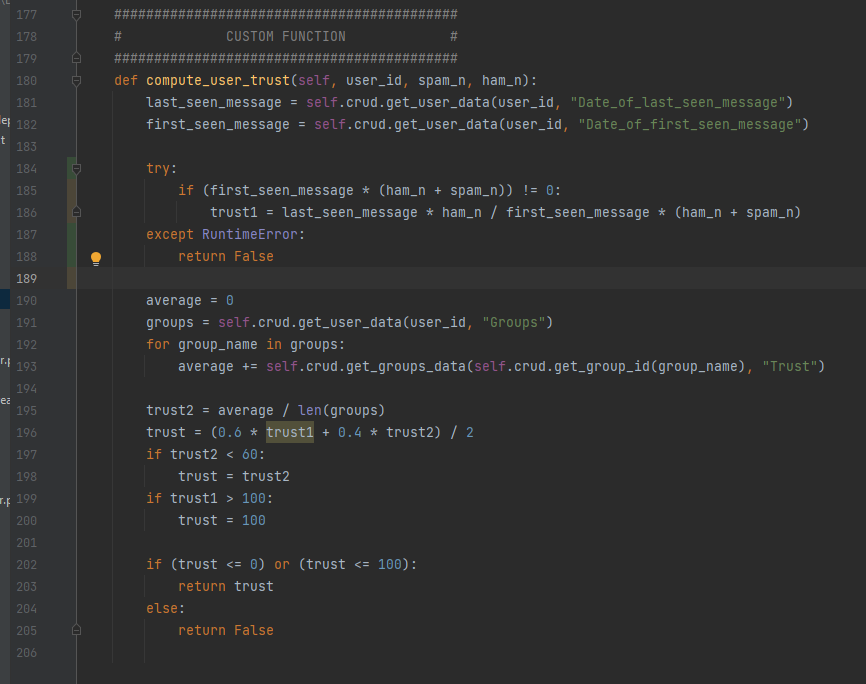 177 ###########################################
178 #             CUSTOM FUNCTION             #
179 ###########################################
180 def compute_user_trust(self, user_id, spam_n, ham_n):
181     last_seen_message = self.crud.get_user_data(user_id, "Date_of_last_seen_message")
182     first_seen_message = self.crud.get_user_data(user_id, "Date_of_first_seen_message")
183
184     try:
185         if (first_seen_message * (ham_n + spam_n)) != 0:
186             trust1 = last_seen_message * ham_n / first_seen_message * (ham_n + spam_n)
187     except RuntimeError:
188         return False
189
190     average = 0
191     groups = self.crud.get_user_data(user_id, "Groups")
192     for group_name in groups:
193         average += self.crud.get_groups_data(self.crud.get_group_id(group_name), "Trust")
194
195     trust2 = average / len(groups)
196     trust = (0.6 * trust1 + 0.4 * trust2) / 2
197     if trust2 < 60:
198         trust = trust2
199     if trust1 > 100:
200         trust = 100
201
202     if (trust <= 0) or (trust <= 100):
203         return trust
204     else:
205         return False
206